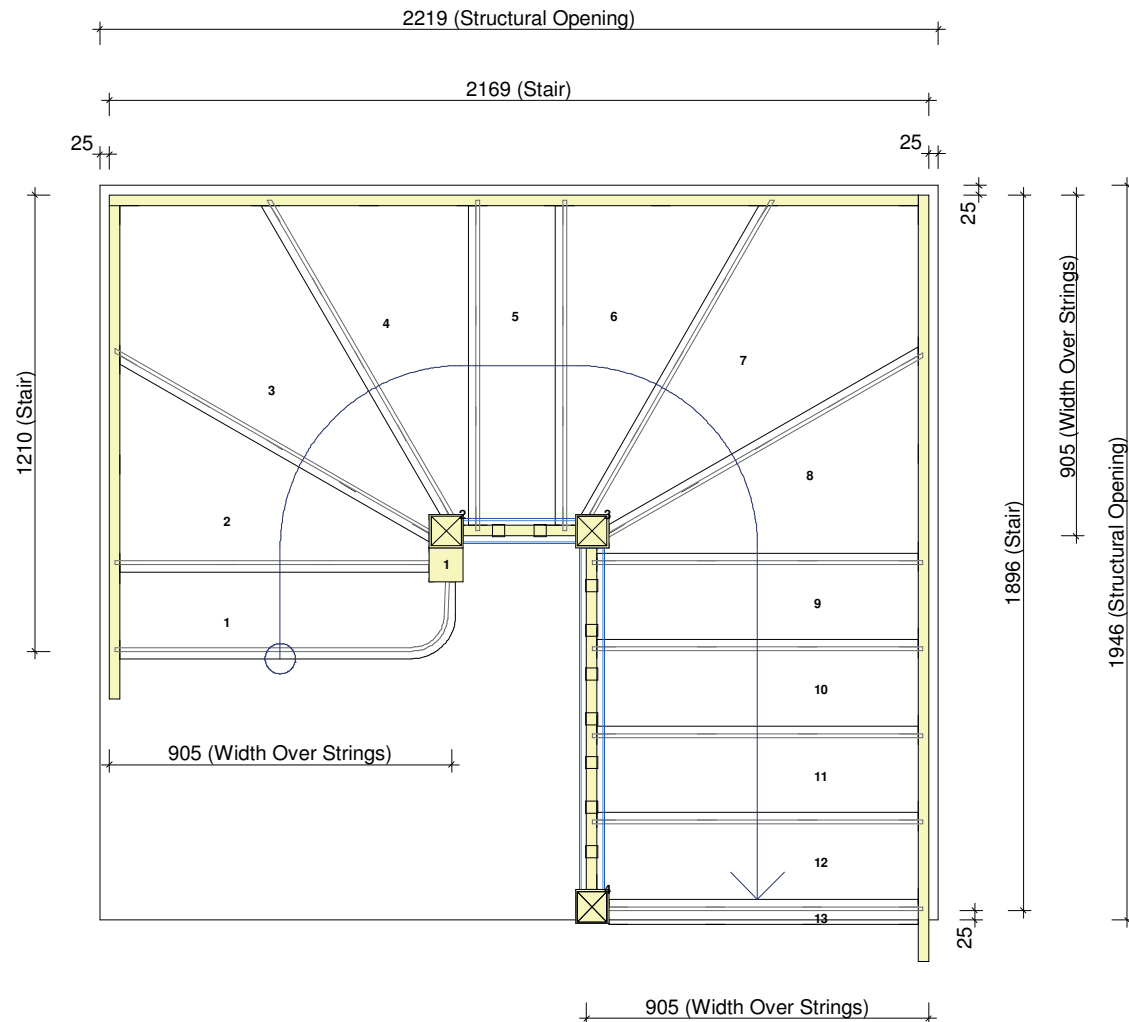 2219 (Structural Opening)
2169 (Stair)
25
25
1210 (Stair)
25
905 (Width Over Strings)
1896 (Stair)
1946 (Structural Opening)
4
5
6
7
3
8
2
2
3
1
1
9
10
905 (Width Over Strings)
11
12
4
13
25
905 (Width Over Strings)